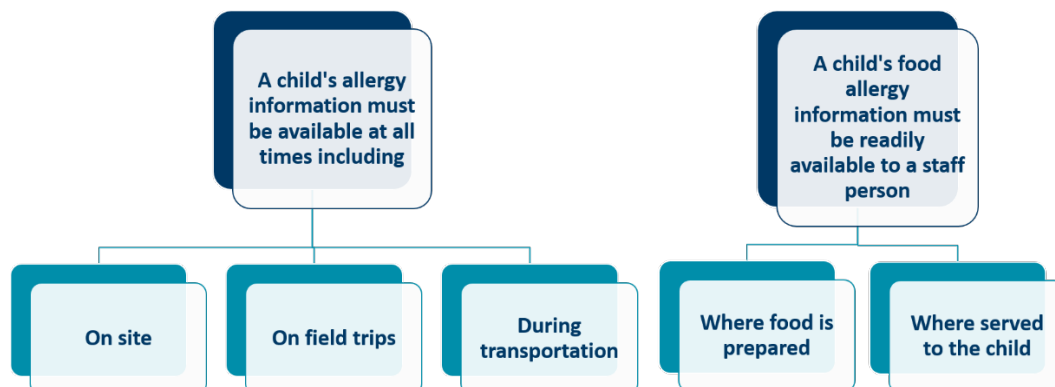 A child's allergy
information must
be available at all
times including
A child's food
allergy
information must
be readily
available to a staff
person
On site
On field trips
During
transportation
Where food is
prepared
Where served
to the child